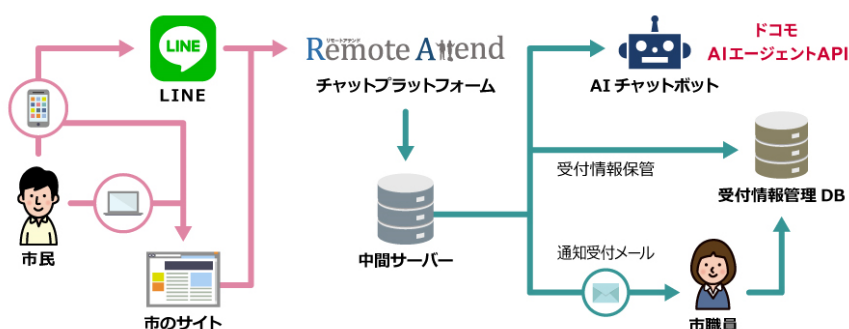 LINE
LINE
リモートアテンド
Remote Attend
チャットプラットフォーム
AI チャットボット
ドコモ
AIエージェントAPI
受付情報保管
受付情報管理 DB
市民
中間サーバー
通知受付メール
市のサイト
市職員